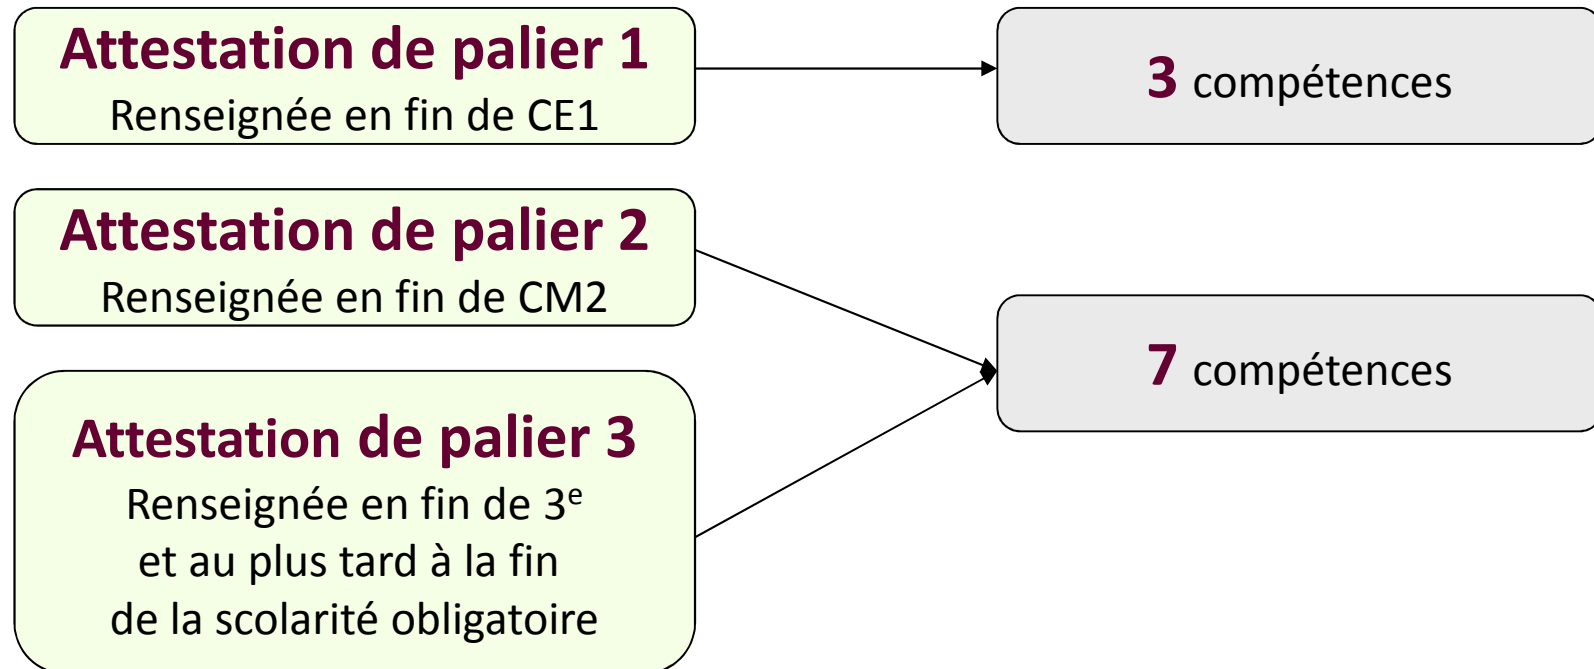 Attestation de palier 1
Renseignée en fin de CE1
3 compétences
Attestation de palier 2
Renseignée en fin de CM2
7 compétences
Attestation de palier 3
Renseignée en fin de 3e
et au plus tard à la fin
de la scolarité obligatoire